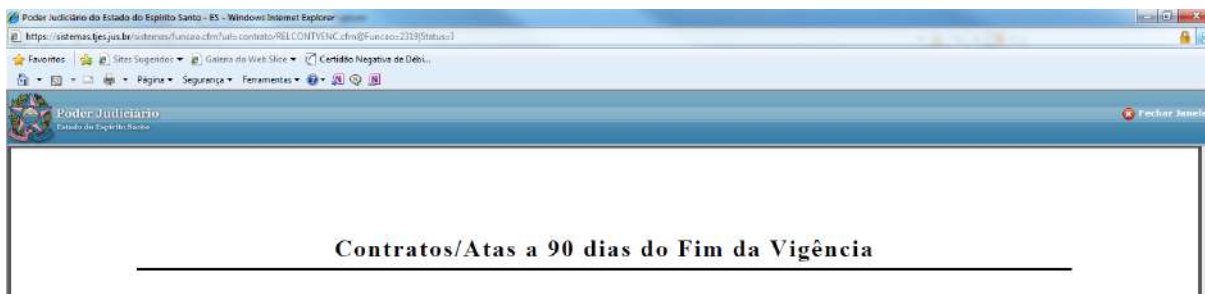 Poder Judiciário do Estado do Espírito Santo - ES - Windows Internet Explorer
https://sistemas.tjes.jus.br/sistemas/funcao.cfm?url=contrato/RELCONTVENC.cfm@Funcao=2319|Status=1
Favoritos Sites Sugeridos Galeria do Web Slice Certidão Negativa de Débi...
Página Segurança Ferramentas
Poder Judiciário
Fechar Janela
Estado do Espírito Santo
Contratos/Atas a 90 dias do Fim da Vigência